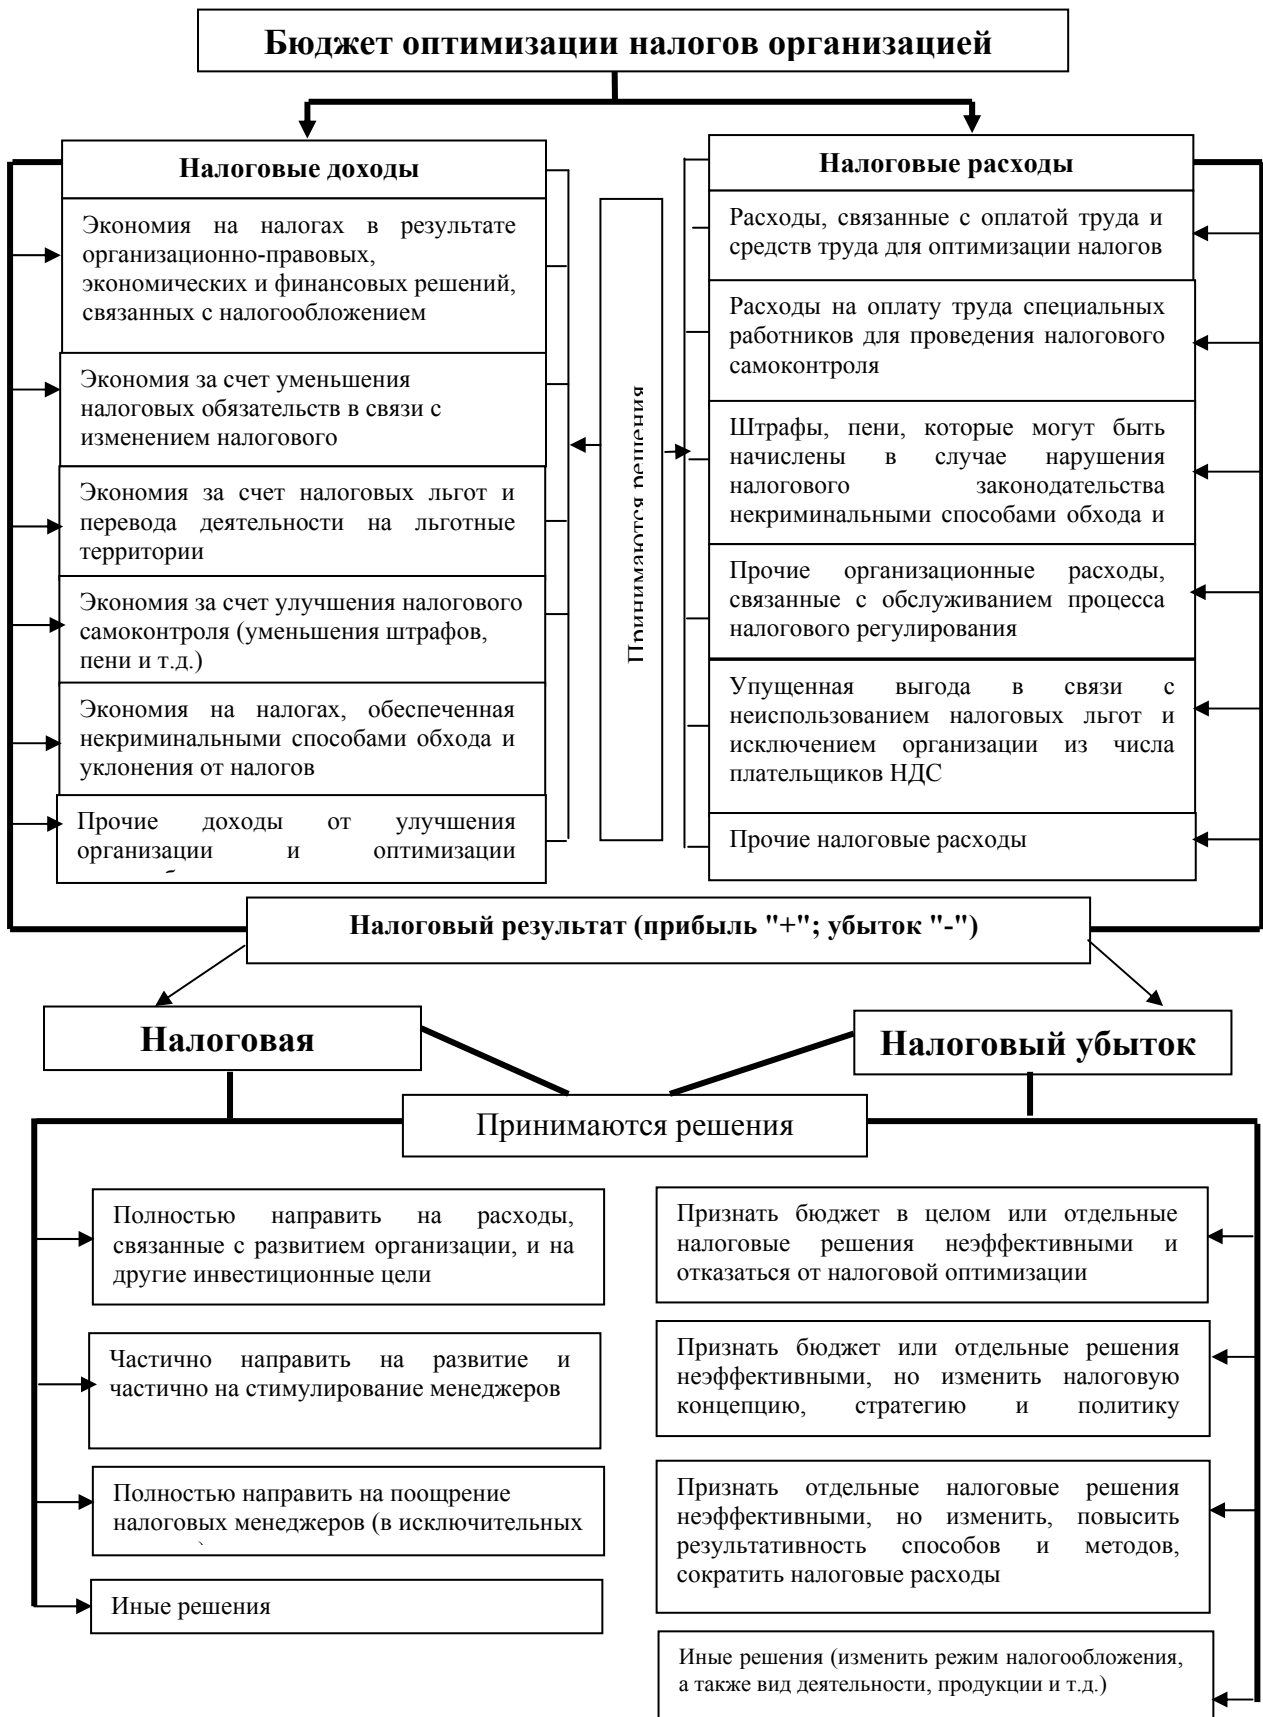 Бюджет оптимизации налогов организацией
Налоговые доходы
Экономия на налогах в результате
организационно-правовых,
экономических и финансовых решений,
связанных с налогообложением
Экономия за счет уменьшения
налоговых обязательств в связи с
изменением налогового
Экономия за счет налоговых льгот и
перевода деятельности на льготные
территории
Экономия за счет улучшения налогового
самоконтроля (уменьшения штрафов,
пени и т.д.)
Экономия на налогах, обеспеченная
некриминальными способами обхода и
уклонения от налогов
Прочие доходы от улучшения
организации и оптимизации
Принимаются решения
Налоговые расходы
Расходы, связанные с оплатой труда и
средств труда для оптимизации налогов
Расходы на оплату труда специальных
работников для проведения налогового
самоконтроля
Штрафы, пени, которые могут быть
начислены в случае нарушения
налогового законодательства
некриминальными способами обхода и
Прочие организационные расходы,
связанные с обслуживанием процесса
налогового регулирования
Упущенная выгода в связи с
неиспользованием налоговых льгот и
исключением организации из числа
плательщиков НДС
Прочие налоговые расходы
Налоговый результат (прибыль "+"; убыток "-")
Налоговая
Налоговый убыток
Принимаются решения
Полностью направить на расходы,
связанные с развитием организации, и на
другие инвестиционные цели
Частично направить на развитие и
частично на стимулирование менеджеров
Полностью направить на поощрение
налоговых менеджеров (в исключительных
Иные решения
Признать бюджет в целом или отдельные
налоговые решения неэффективными и
отказаться от налоговой оптимизации
Признать бюджет или отдельные решения
неэффективными, но изменить налоговую
концепцию, стратегию и политику
Признать отдельные налоговые решения
неэффективными, но изменить, повысить
результативность способов и методов,
сократить налоговые расходы
Иные решения (изменить режим налогообложения,
а также вид деятельности, продукции и т.д.)